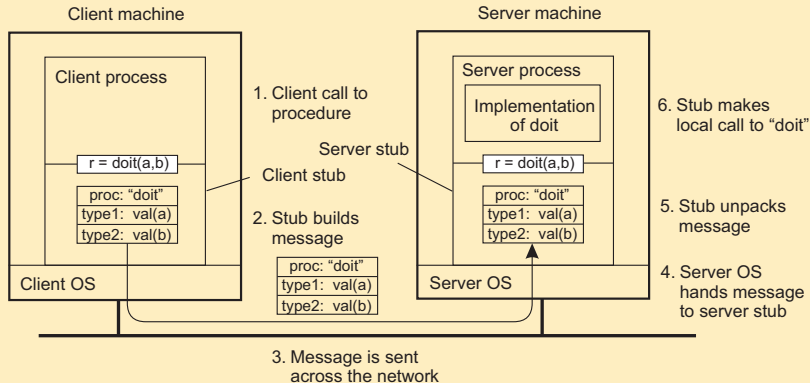 Client machine
Server machine
Client process
1. Client call to
procedure
Server process
Implementation
of doit
6. Stub makes
local call to “doit”
Server stub
r = doit(a,b)
r = doit(a,b)
Client stub
proc: “doit”
type1: val(a)
type2: val(b)
2. Stub builds
message
proc: “doit”
type1: val(a)
type2: val(b)
proc: “doit”
type1: val(a)
type2: val(b)
5. Stub unpacks
message
Client OS
Server OS
4. Server OS
hands message
to server stub
3. Message is sent
across the network